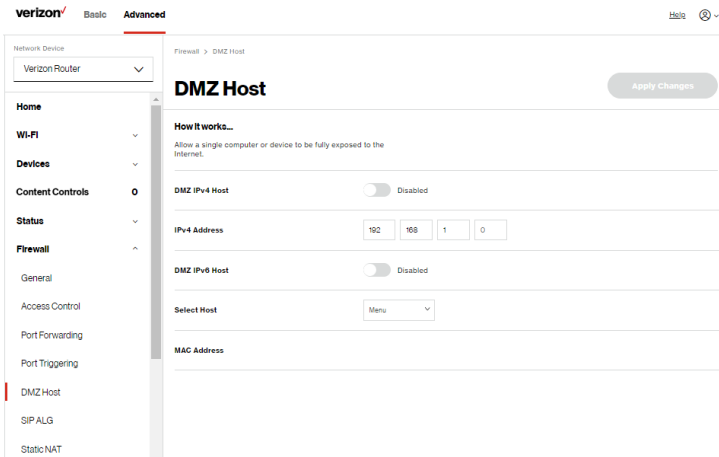 verizon✓ Basic Advanced Help
Network Device
Verizon Router
Home
Wi-Fi
Devices
Content Controls 0
Status
Firewall
General
Access Control
Port Forwarding
Port Triggering
DMZ Host
SIP ALG
Static NAT
Firewall > DMZ Host
DMZ Host
Apply Changes
How it works...
Allow a single computer or device to be fully exposed to the
Internet.
DMZ IPv4 Host Disabled
IPv4 Address 192 168 1 0
DMZ IPv6 Host Disabled
Select Host Menu
MAC Address